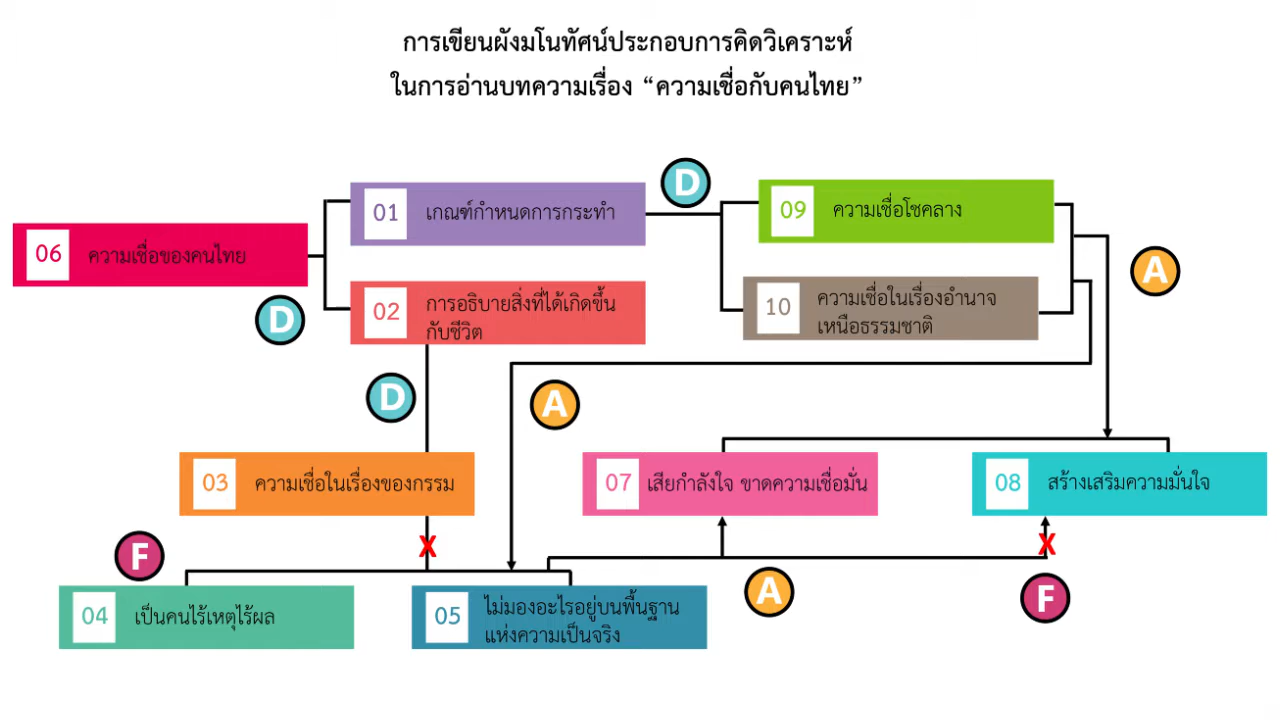 การเขียนผังมโนทัศน์ประกอบการคิดวิเคราะห์
ในการอ่านบทความเรื่อง “ความเชื่อกับคนไทย”
D
01
เกณฑ์กำหนดการกระทำ
09
ความเชื่อโชคลาง
06
ความเชื่อของคนไทย
A
02
การอธิบายสิ่งที่ได้เกิดขึ้น
กับชีวิต
10
ความเชื่อในเรื่องอำนาจ
เหนือธรรมชาติ
D
D
A
03
ความเชื่อในเรื่องของกรรม
07
เสียกำลังใจ ขาดความเชื่อมั่น
08
สร้างเสริมความมั่นใจ
X
X
F
A
F
04
เป็นคนไร้เหตุไร้ผล
05
ไม่มองอะไรอยู่บนพื้นฐาน
แห่งความเป็นจริง